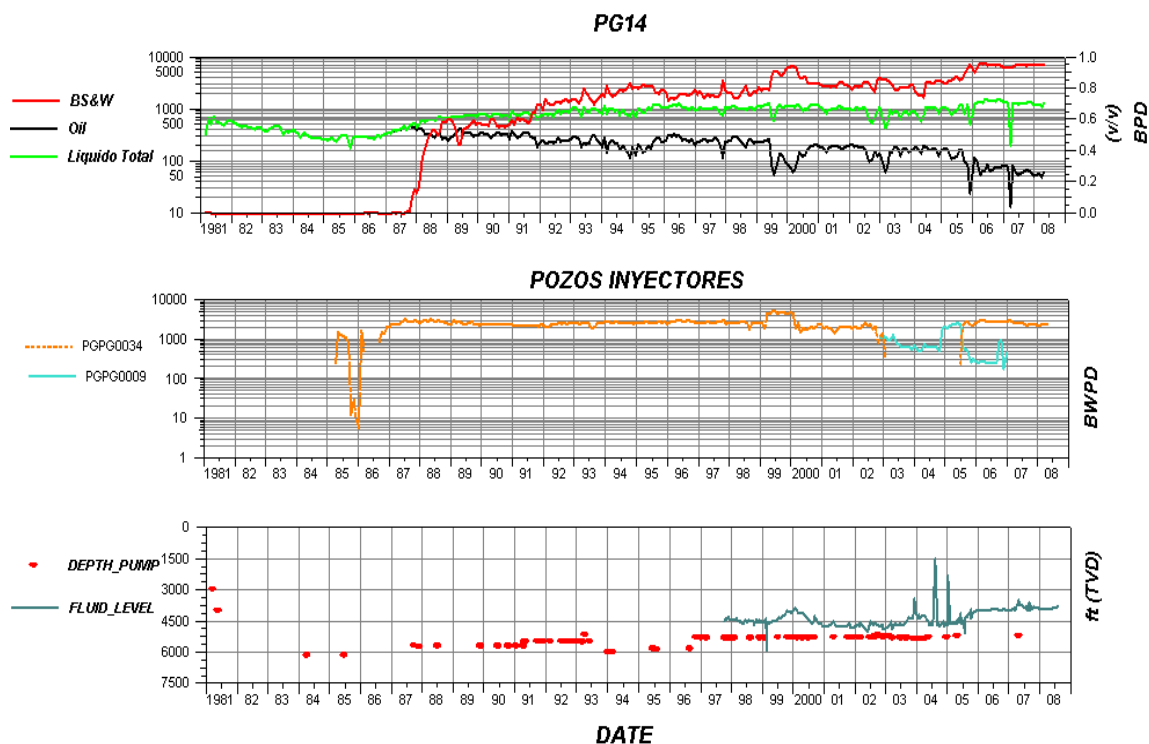 PG14
10000
5000
1000
500
100
50
10
1.0
0.8
0.6
0.4
0.2
0.0
BS&W
Oil
Liquido Total
(v/v)
BPD
1981 82 83 84 85 86 87 88 89 90 91 92 93 94 95 96 97 98 99 2000 01 02 03 04 05 06 07 08
POZOS INYECTORES
10000
1000
100
10
1
PGPG0034
PGPG0009
BWPD
1981 82 83 84 85 86 87 88 89 90 91 92 93 94 95 96 97 98 99 2000 01 02 03 04 05 06 07 08
0
1500
3000
4500
6000
7500
DEPTH_PUMP
FLUID_LEVEL
ft (TVD)
1981 82 82 84 85 86 87 88 89 90 91 92 93 94 95 96 97 98 99 2000 01 02 03 04 05 06 07 08
DATE